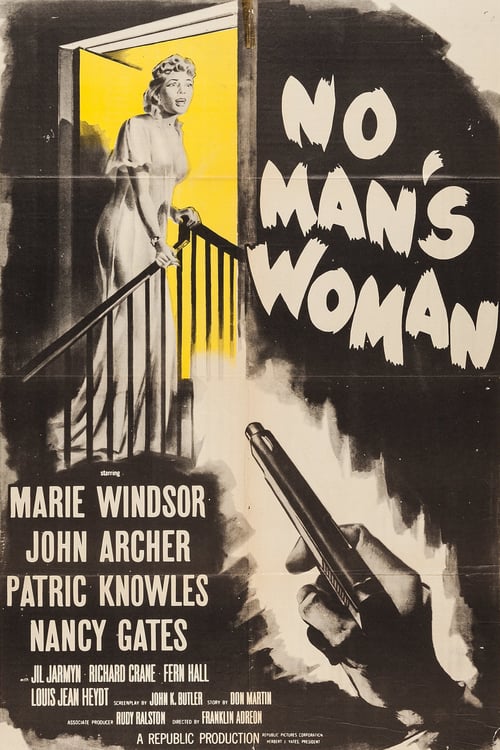 NO
MAN'S
WOMAN
starring
MARIE WINDSOR
JOHN ARCHER
PATRIC KNOWLES
NANCY GATES
with JIL JARMYN · RICHARD CRANE · FERN HALL
LOUIS JEAN HEYDT SCREENPLAY BY JOHN K. BUTLER STORY BY DON MARTIN
ASSOCIATE PRODUCER RUDY RALSTON DIRECTED BY FRANKLIN ADREON
A REPUBLIC PRODUCTION REPUBLIC PICTURES CORPORATION
HERBERT J. YATES, PRESIDENT